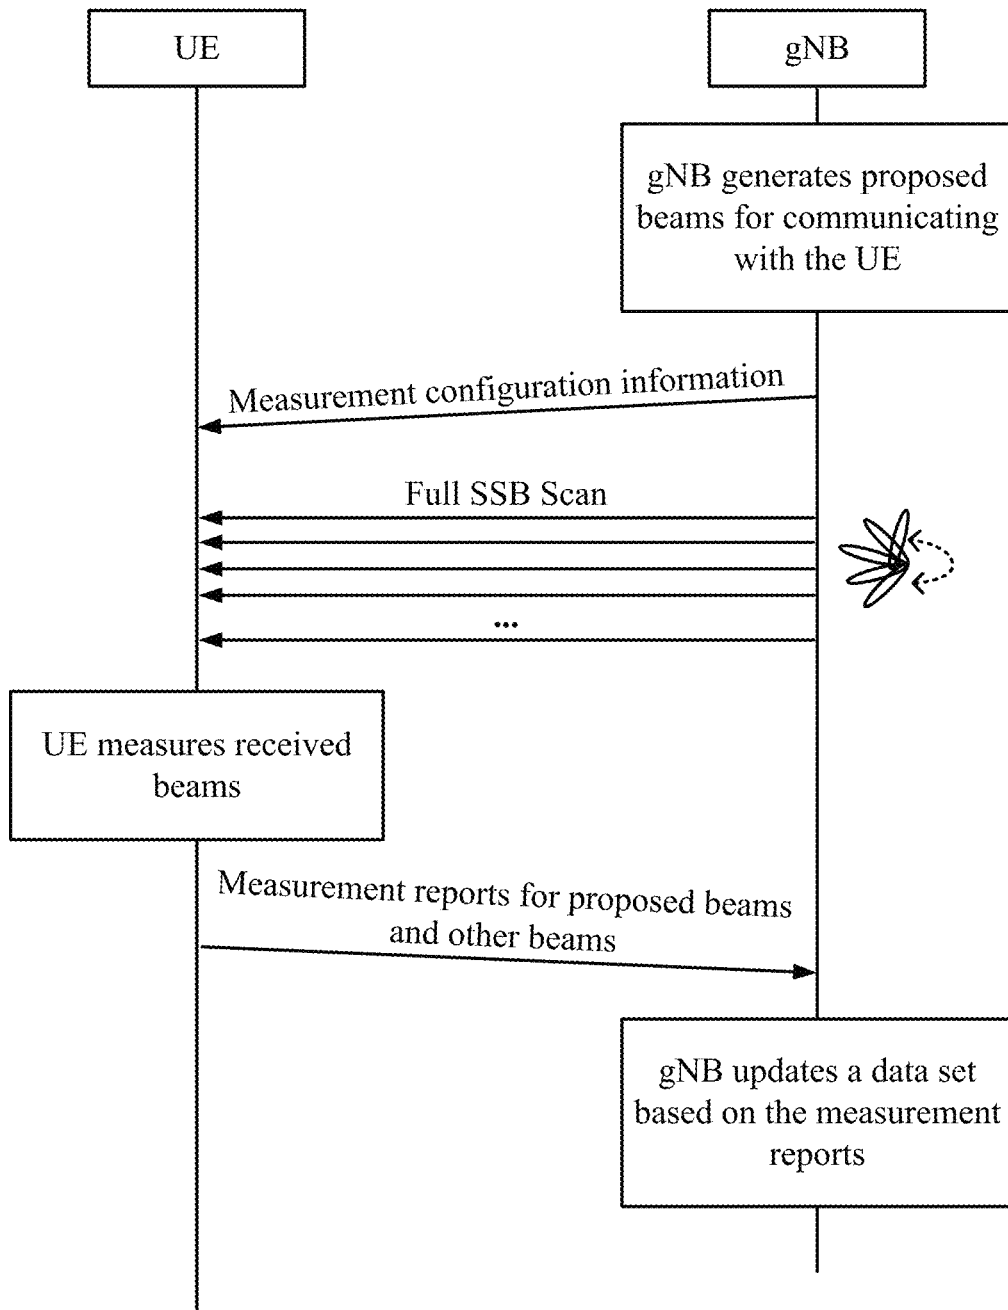 UE
gNB
gNB generates proposed
beams for communicating
with the UE
Measurement configuration information
Full SSB Scan
...
UE measures received
beams
Measurement reports for proposed beams
and other beams
gNB updates a data set
based on the measurement
reports